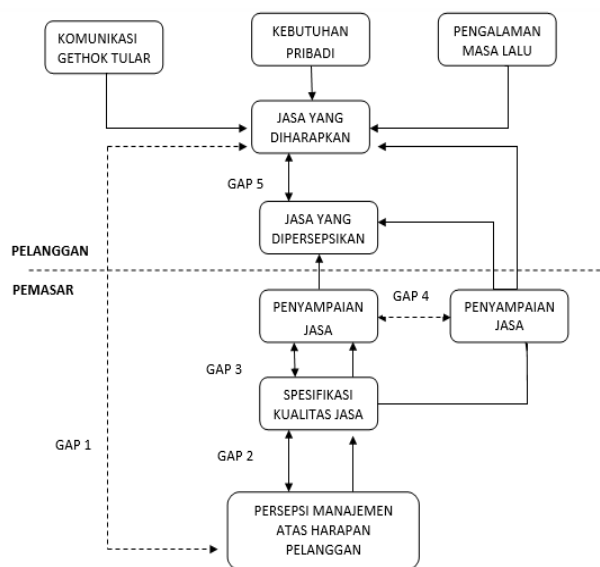 KOMUNIKASI
GETHOK TULAR
KEBUTUHAN
PRIBADI
PENGALAMAN
MASA LALU
JASA YANG
DIHARAPKAN
GAP 5
JASA YANG
DIPERSEPSIKAN
PELANGGAN
PEMASAR
PENYAMPAIAN
JASA
GAP 4
PENYAMPAIAN
JASA
GAP 3
SPESIFIKASI
KUALITAS JASA
GAP 1
GAP 2
PERSEPSI MANAJEMEN
ATAS HARAPAN
PELANGGAN